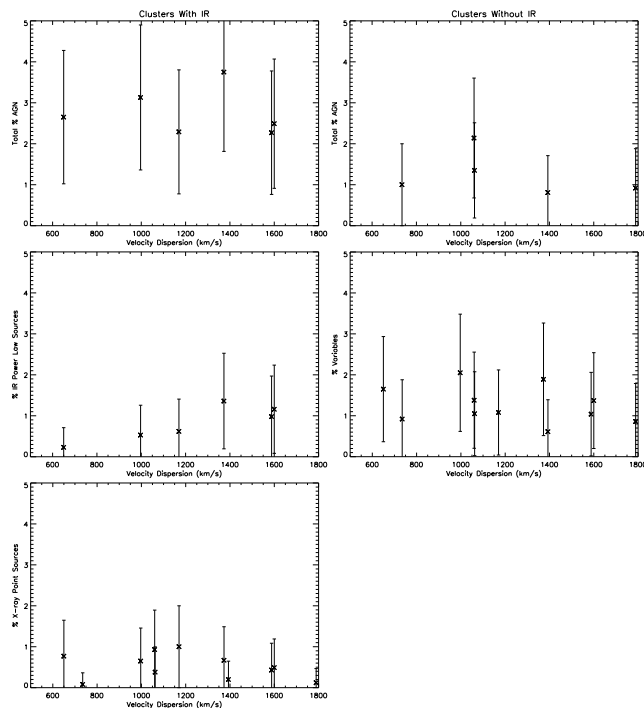 Clusters With IR
Clusters Without IR
5
4
3
2
1
0
Total % AGN
600 800 1000 1200 1400 1600 1800
Velocity Dispersion (km/s)
5
4
3
2
1
0
Total % AGN
600 800 1000 1200 1400 1600 1800
Velocity Dispersion (km/s)
5
4
3
2
1
0
% IR Power Law Sources
600 800 1000 1200 1400 1600 1800
Velocity Dispersion (km/s)
5
4
3
2
1
0
% Variables
600 800 1000 1200 1400 1600 1800
Velocity Dispersion (km/s)
5
4
3
2
1
0
% X-ray Point Sources
600 800 1000 1200 1400 1600 1800
Velocity Dispersion (km/s)